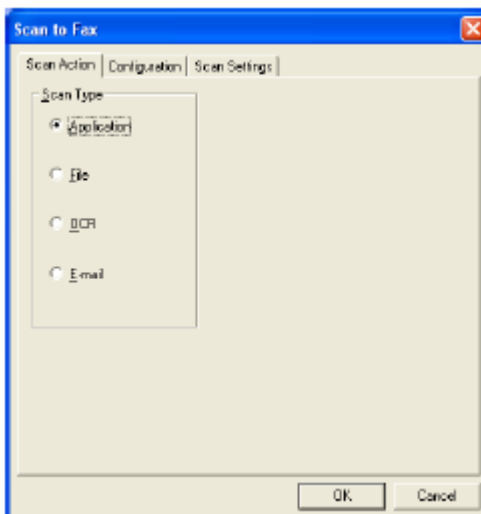 Scan to Fax
Scan Action Configuration Scan Settings
Scan Type
Application
File
OCR
E-mail
OK Cancel